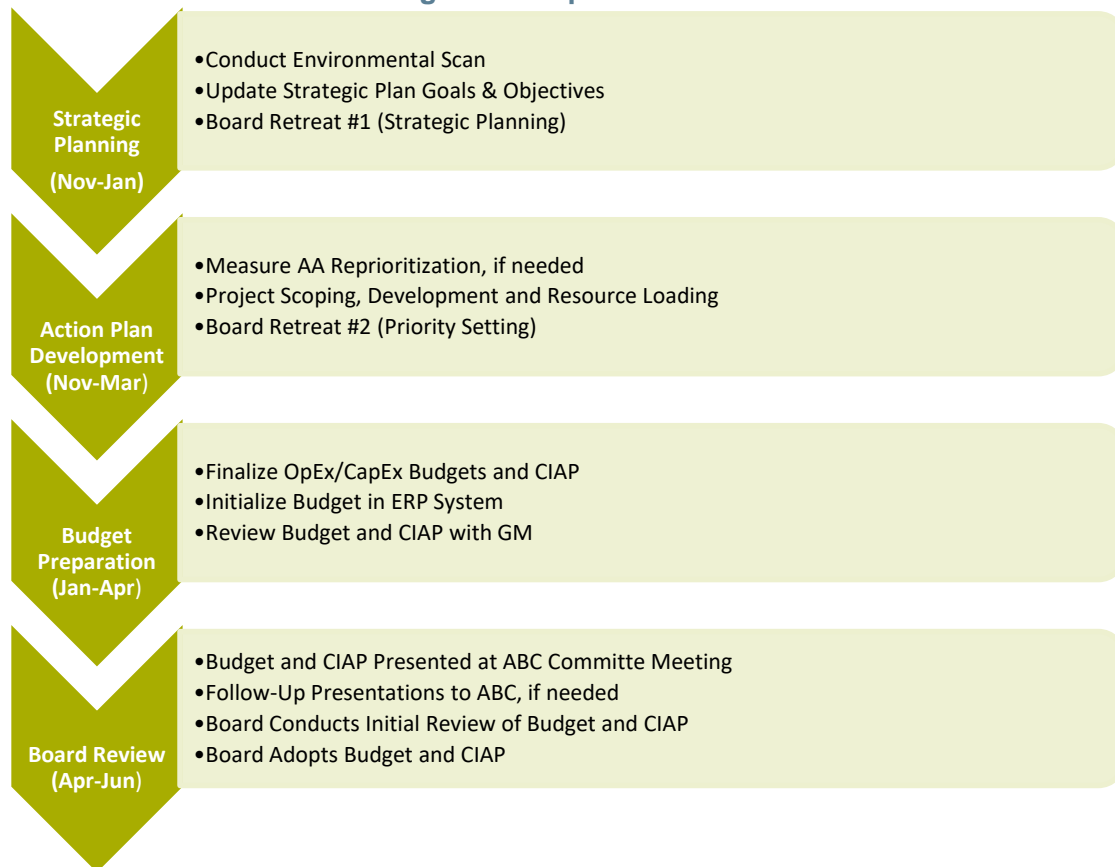 Strategic
Planning
(Nov-Jan)
•Conduct Environmental Scan
•Update Strategic Plan Goals & Objectives
•Board Retreat #1 (Strategic Planning)
Action Plan
Development
(Nov-Mar)
•Measure AA Reprioritization, if needed
•Project Scoping, Development and Resource Loading
•Board Retreat #2 (Priority Setting)
Budget
Preparation
(Jan-Apr)
•Finalize OpEx/CapEx Budgets and CIAP
•Initialize Budget in ERP System
•Review Budget and CIAP with GM
Board Review
(Apr-Jun)
•Budget and CIAP Presented at ABC Committe Meeting
•Follow-Up Presentations to ABC, if needed
•Board Conducts Initial Review of Budget and CIAP
•Board Adopts Budget and CIAP